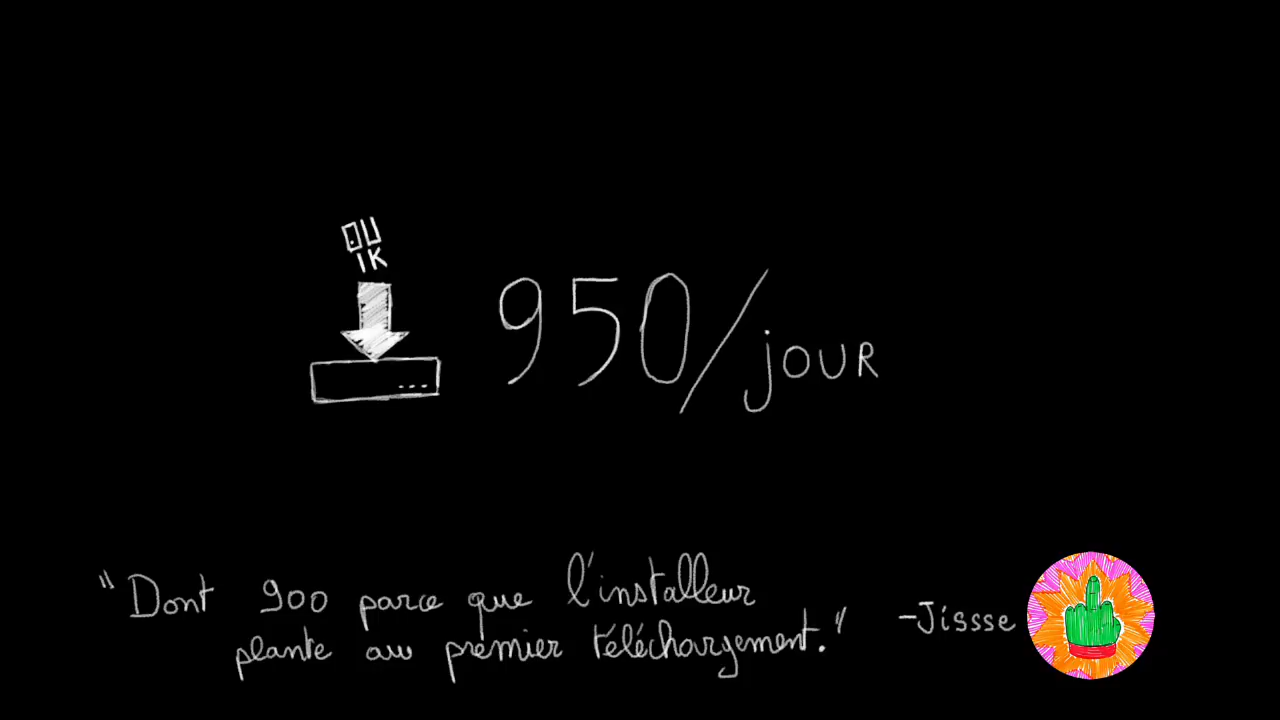 QU
IK
950/jour
"Dont 900 parce que l'installeur
plante au premier téléchargement." -Jissse